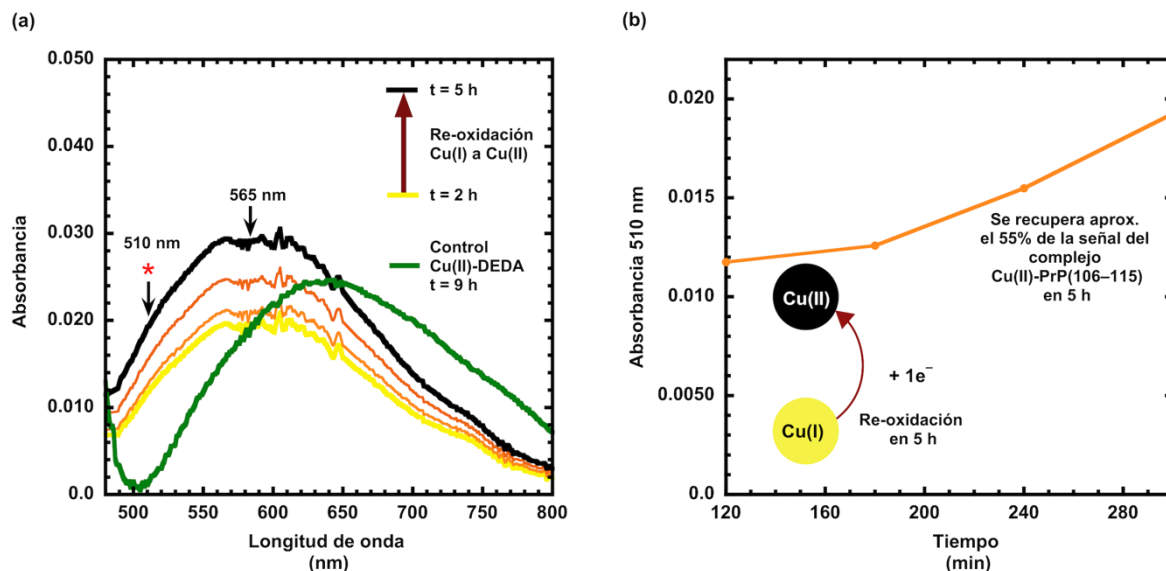 (a)
0.050
0.040
0.030
0.020
0.010
0.0
Absorbancia
500
550
600
650
700
750
800
Longitud de onda
(nm)
510 nm
*
565 nm
t = 5 h
Re-oxidación
Cu(I) a Cu(II)
t = 2 h
Control
Cu(II)-DEDA
t = 9 h
(b)
0.020
0.015
0.010
0.0050
0.0
Absorbancia 510 nm
120
160
200
240
280
Tiempo
(min)
Se recupera aprox.
el 55% de la señal del
complejo
Cu(II)-PrP(106–115)
en 5 h
Cu(II)
+ 1e⁻
Cu(I)
Re-oxidación
en 5 h